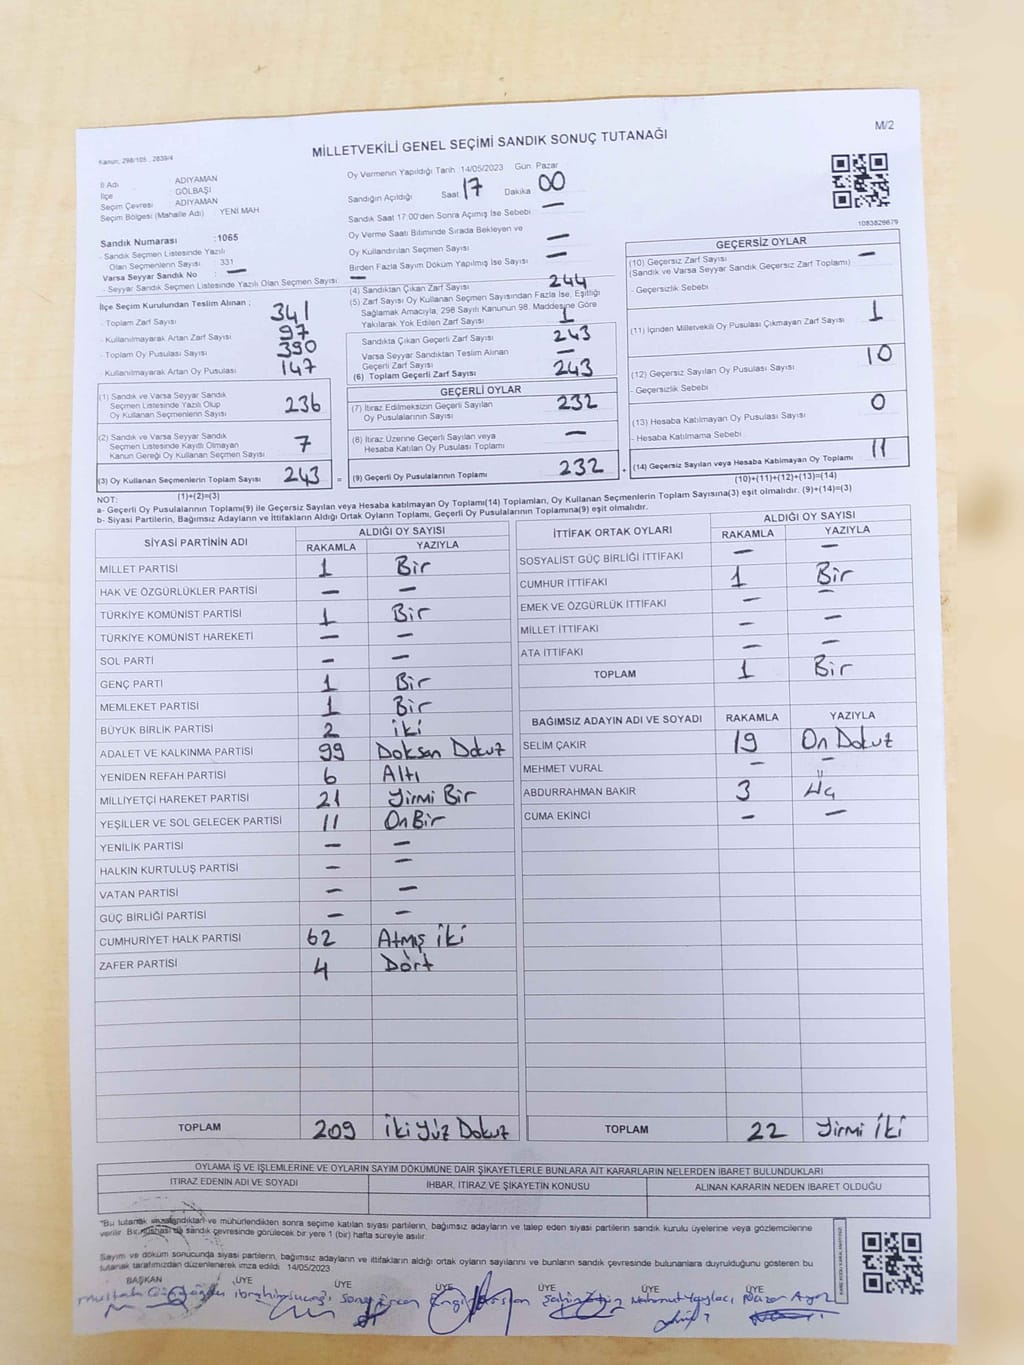 M/2
Kanun, 298/105 , 2839/4
MİLLETVEKİLİ GENEL SEÇİMİ SANDIK SONUÇ TUTANAĞI
İl Adı : ADIYAMAN
İlçe : GÖLBAŞI
Seçim Çevresi : ADIYAMAN
Seçim Bölgesi (Mahalle Adı) : YENİ MAH
Sandık Numarası :1065
- Sandık Seçmen Listesinde Yazılı
Olan Seçmenlerin Sayısı : 331
Varsa Seyyar Sandık No : —
- Seyyar Sandık Seçmen Listesinde Yazılı Olan Seçmen Sayısı: —
İlçe Seçim Kurulundan Teslim Alınan ;
- Toplam Zarf Sayısı 341
- Kullanılmayarak Artan Zarf Sayısı 97
- Toplam Oy Pusulası Sayısı 390
- Kullanılmayarak Artan Oy Pusulası 147
(1) Sandık ve Varsa Seyyar Sandık
Seçmen Listesinde Yazılı Olup
Oy Kullanan Seçmenlerin Sayısı 236
(2) Sandık ve Varsa Seyyar Sandık
Seçmen Listesinde Kayıtlı Olmayan
Kanun Gereği Oy Kullanan Seçmen Sayısı 7
(3) Oy Kullanan Seçmenlerin Toplam Sayısı 243
(1)+(2)=(3)
Oy Vermenin Yapıldığı Tarih :14/05/2023 Gün: Pazar
Sandığın Açıldığı Saat 17 Dakika 00
Sandık Saat 17:00'den Sonra Açımış İse Sebebi —
Oy Verme Saati Bitiminde Sırada Bekleyen ve
Oy Kullandırılan Seçmen Sayısı —
Birden Fazla Sayım Döküm Yapılmış İse Sayısı —
(4) Sandıktan Çıkan Zarf Sayısı 244
(5) Zarf Sayısı Oy Kullanan Seçmen Sayısından Fazla İse, Eşitliği
Sağlamak Amacıyla, 298 Sayılı Kanunun 98. Maddesine Göre
Yakılarak Yok Edilen Zarf Sayısı 1
Sandıkta Çıkan Geçerli Zarf Sayısı 243
Varsa Seyyar Sandıktan Teslim Alınan
Geçerli Zarf Sayısı —
(6) Toplam Geçerli Zarf Sayısı 243
GEÇERLİ OYLAR
(7) İtiraz Edilmeksizin Geçerli Sayılan
Oy Pusulalarının Sayısı 232
(8) İtiraz Üzerine Geçerli Sayılan veya
Hesaba Katılan Oy Pusulası Toplamı —
= (9) Geçerli Oy Pusulalarının Toplamı 232
1083829679
GEÇERSİZ OYLAR
(10) Geçersiz Zarf Sayısı —
(Sandık ve Varsa Seyyar Sandık Geçersiz Zarf Toplamı)
- Geçersizlik Sebebi
(11) İçinden Milletvekili Oy Pusulası Çıkmayan Zarf Sayısı 1
(12) Geçersiz Sayılan Oy Pusulası Sayısı 10
- Geçersizlik Sebebi
(13) Hesaba Katılmayan Oy Pusulası Sayısı 0
- Hesaba Katılmama Sebebi
+ (14) Geçersiz Sayılan veya Hesaba Katılmayan Oy Toplamı 11
(10)+(11)+(12)+(13)=(14)
NOT:
a- Geçerli Oy Pusulalarının Toplamı(9) ile Geçersiz Sayılan veya Hesaba katılmayan Oy Toplamı(14) Toplamları, Oy Kullanan Seçmenlerin Toplam Sayısına(3) eşit olmalıdır. (9)+(14)=(3)
b- Siyasi Partilerin, Bağımsız Adayların ve İttifakların Aldığı Ortak Oyların Toplamı, Geçerli Oy Pusulalarının Toplamına(9) eşit olmalıdır.
SİYASİ PARTİNİN ADI ALDIĞI OY SAYISI
RAKAMLA YAZIYLA
MİLLET PARTİSİ 1 Bir
HAK VE ÖZGÜRLÜKLER PARTİSİ — —
TÜRKİYE KOMÜNİST PARTİSİ 1 Bir
TÜRKİYE KOMÜNİST HAREKETİ — —
SOL PARTİ — —
GENÇ PARTİ 1 Bir
MEMLEKET PARTİSİ 1 Bir
BÜYÜK BİRLİK PARTİSİ 2 iki
ADALET VE KALKINMA PARTİSİ 99 Doksan Dokuz
YENİDEN REFAH PARTİSİ 6 Altı
MİLLİYETÇİ HAREKET PARTİSİ 21 Yirmi Bir
YEŞİLLER VE SOL GELECEK PARTİSİ 11 On Bir
YENİLİK PARTİSİ — —
HALKIN KURTULUŞ PARTİSİ — —
VATAN PARTİSİ — —
GÜÇ BİRLİĞİ PARTİSİ — —
CUMHURİYET HALK PARTİSİ 62 Atmış iki
ZAFER PARTİSİ 4 Dört
TOPLAM 209 iki Yüz Dokuz
İTTİFAK ORTAK OYLARI ALDIĞI OY SAYISI
RAKAMLA YAZIYLA
SOSYALİST GÜÇ BİRLİĞİ İTTİFAKI — —
CUMHUR İTTİFAKI 1 Bir
EMEK VE ÖZGÜRLÜK İTTİFAKI — —
MİLLET İTTİFAKI — —
ATA İTTİFAKI — —
TOPLAM 1 Bir
BAĞIMSIZ ADAYIN ADI VE SOYADI RAKAMLA YAZIYLA
SELİM ÇAKIR 19 On Dokuz
MEHMET VURAL — —
ABDURRAHMAN BAKIR 3 Üç
CUMA EKİNCİ — —
TOPLAM 22 Yirmi iki
OYLAMA İŞ VE İŞLEMLERİNE VE OYLARIN SAYIM DÖKÜMÜNE DAİR ŞİKAYETLERLE BUNLARA AİT KARARLARIN NELERDEN İBARET BULUNDUKLARI
İTİRAZ EDENİN ADI VE SOYADI İHBAR, İTİRAZ VE ŞİKAYETİN KONUSU ALINAN KARARIN NEDEN İBARET OLDUĞU
"Bu tutanak imzalandıktan ve mühürlendikten sonra seçime katılan siyasi partilerin, bağımsız adayların ve talep eden siyasi partilerin sandık kurulu üyelerine veya gözlemcilerine
verilir. Bir nüshası da sandık çevresinde görülecek bir yere 1 (bir) hafta süreyle asılır.
Sayım ve döküm sonucunda siyasi partilerin, bağımsız adayların ve ittifakların aldığı ortak oyların sayılarını ve bunların sandık çevresinde bulunanlara duyrulduğunu gösteren bu
tutanak tarafımızdan düzenlenerek imza edildi. 14/05/2023
BAŞKAN ÜYE ÜYE ÜYE ÜYE ÜYE ÜYE